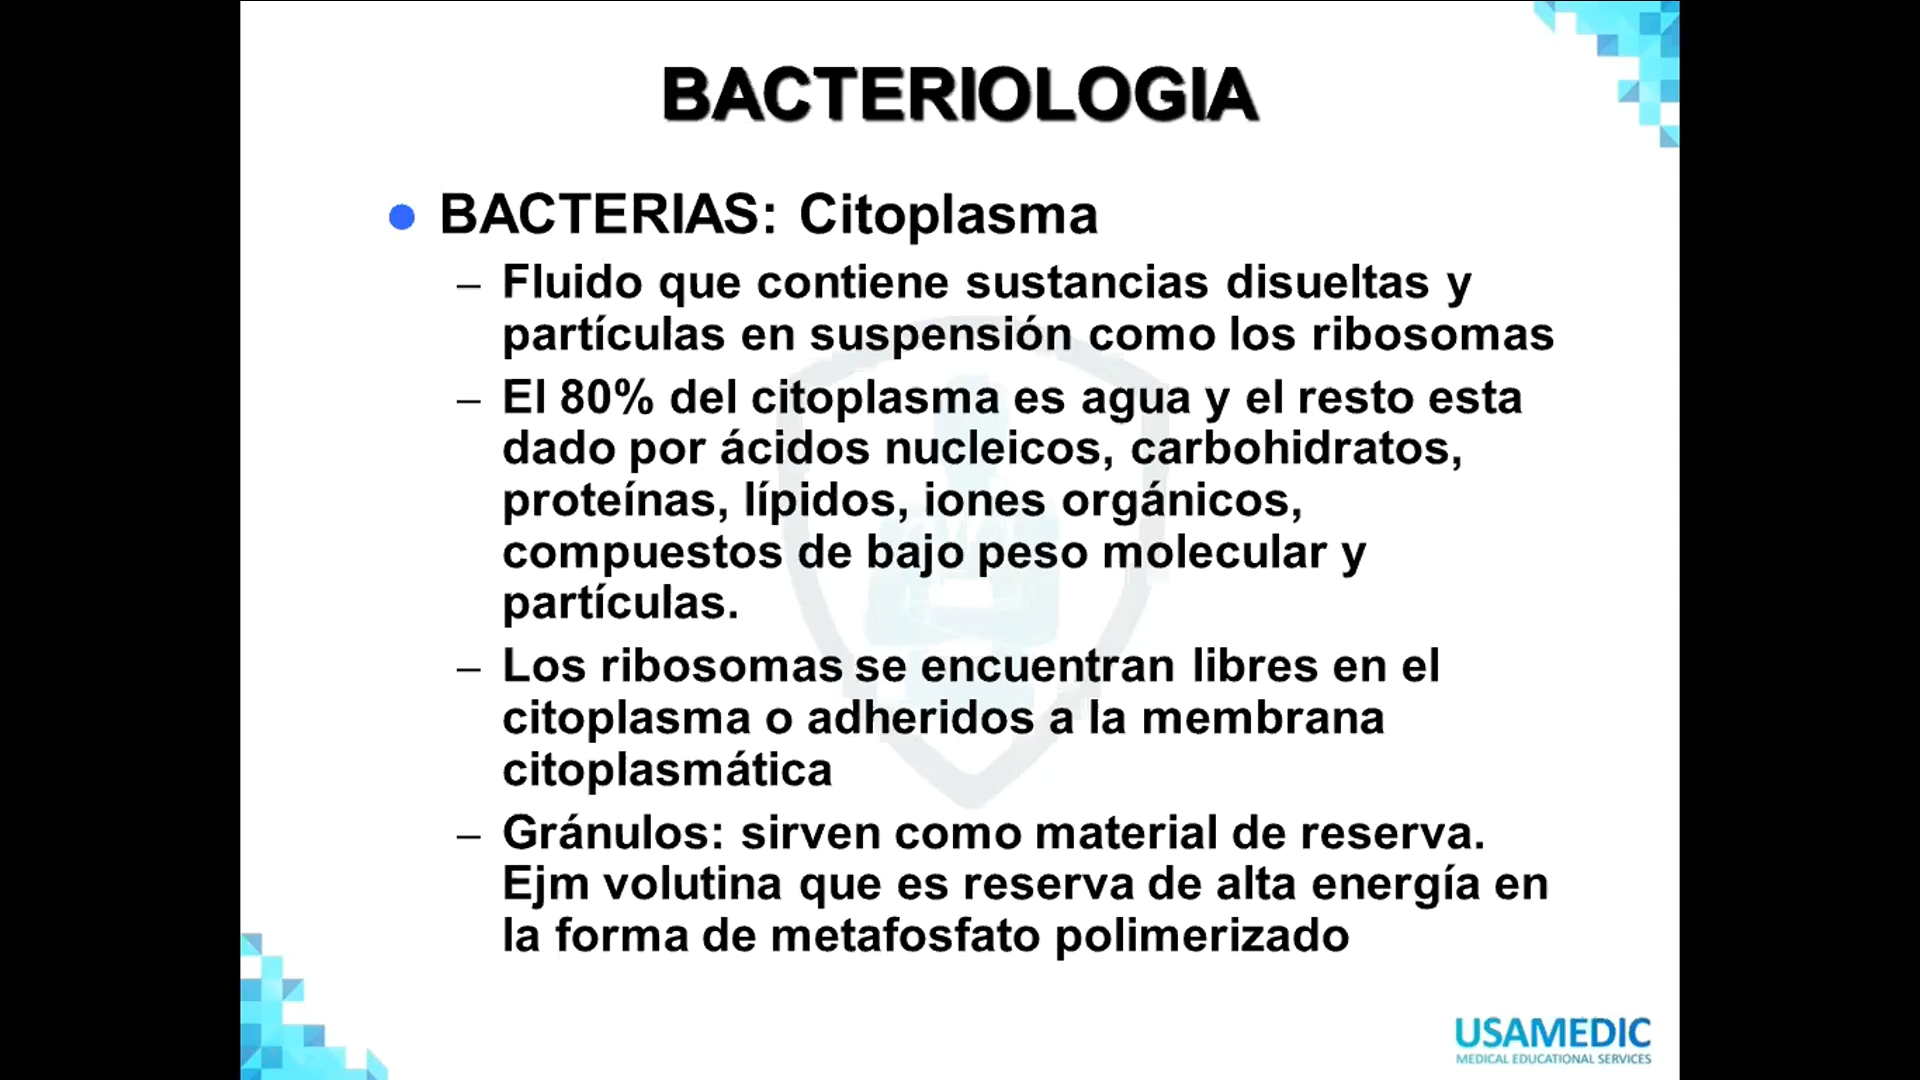 BACTERIOLOGIA
BACTERIAS: Citoplasma
– Fluido que contiene sustancias disueltas y
partículas en suspensión como los ribosomas
– El 80% del citoplasma es agua y el resto esta
dado por ácidos nucleicos, carbohidratos,
proteínas, lípidos, iones orgánicos,
compuestos de bajo peso molecular y
partículas.
– Los ribosomas se encuentran libres en el
citoplasma o adheridos a la membrana
citoplasmática
– Gránulos: sirven como material de reserva.
Ejm volutina que es reserva de alta energía en
la forma de metafosfato polimerizado
USAMEDIC
MEDICAL EDUCATIONAL SERVICES